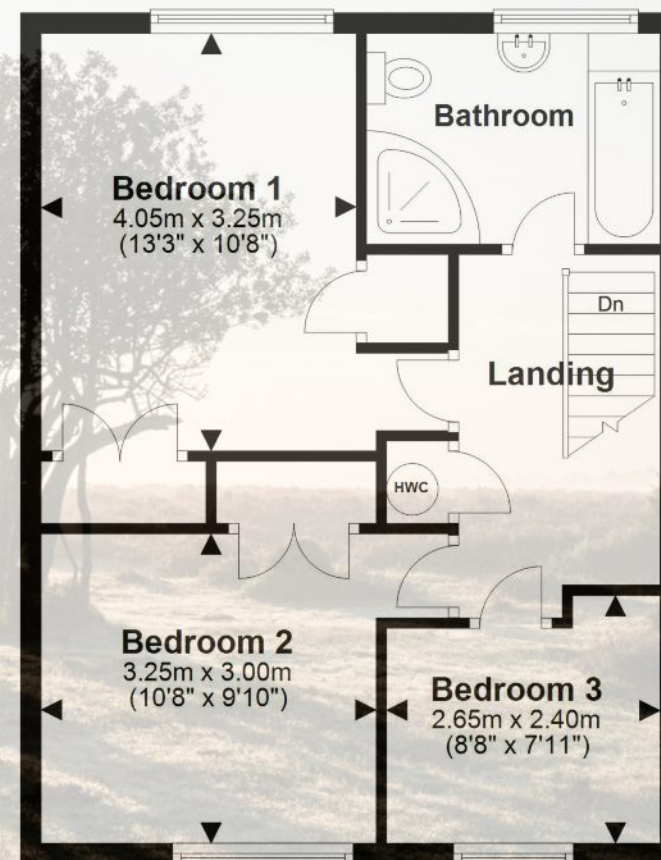 Bathroom
Bedroom 1
4.05m x 3.25m
(13'3" x 10'8")
Dn
Landing
HWC
Bedroom 2
3.25m x 3.00m
(10'8" x 9'10")
Bedroom 3
2.65m x 2.40m
(8'8" x 7'11")